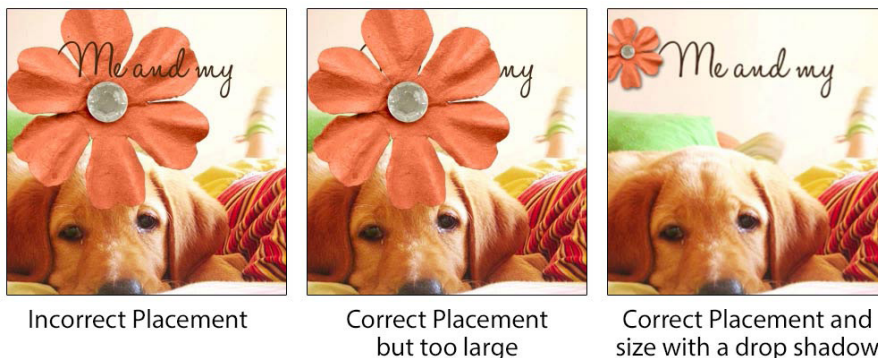 Me and my
Incorrect Placement
ny
Correct Placement
but too large
Me and my
Correct Placement and
size with a drop shadow